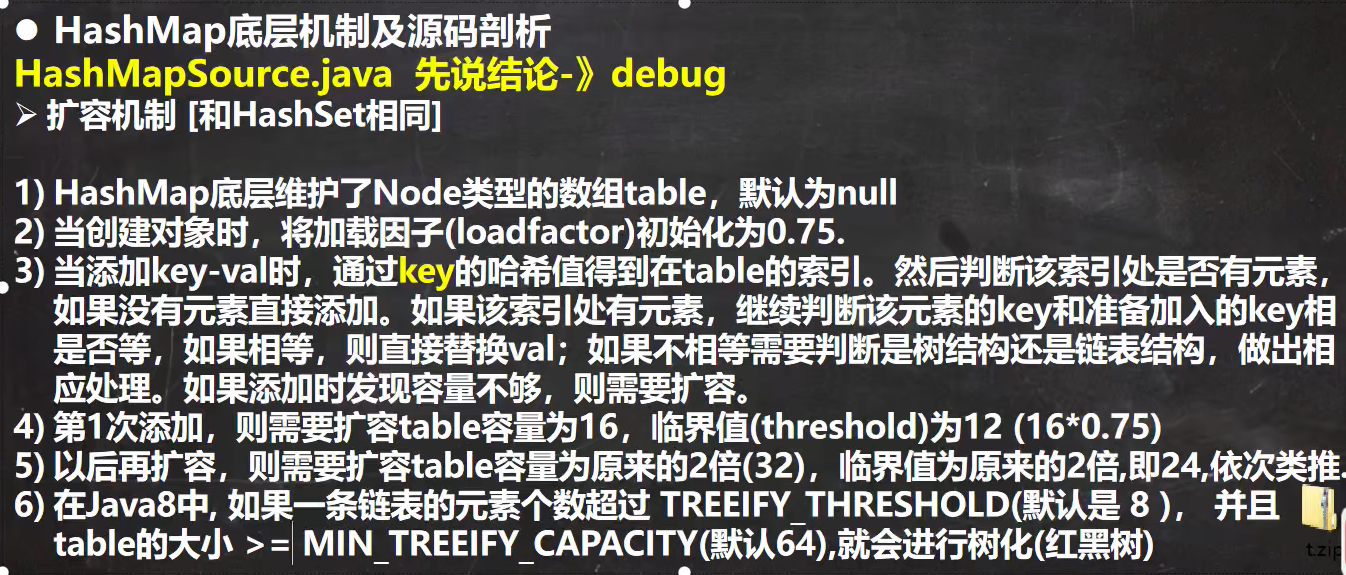 ● HashMap底层机制及源码剖析
HashMapSource.java 先说结论-》debug
➢ 扩容机制 [和HashSet相同]
1) HashMap底层维护了Node类型的数组table，默认为null
2) 当创建对象时，将加载因子(loadfactor)初始化为0.75.
3) 当添加key-val时，通过key的哈希值得到在table的索引。然后判断该索引处是否有元素，
如果没有元素直接添加。如果该索引处有元素，继续判断该元素的key和准备加入的key相
是否等，如果相等，则直接替换val；如果不相等需要判断是树结构还是链表结构，做出相
应处理。如果添加时发现容量不够，则需要扩容。
4) 第1次添加，则需要扩容table容量为16，临界值(threshold)为12 (16*0.75)
5) 以后再扩容，则需要扩容table容量为原来的2倍(32)，临界值为原来的2倍,即24,依次类推.
6) 在Java8中, 如果一条链表的元素个数超过 TREEIFY_THRESHOLD(默认是 8 )， 并且
table的大小 >= MIN_TREEIFY_CAPACITY(默认64),就会进行树化(红黑树)
t.zip